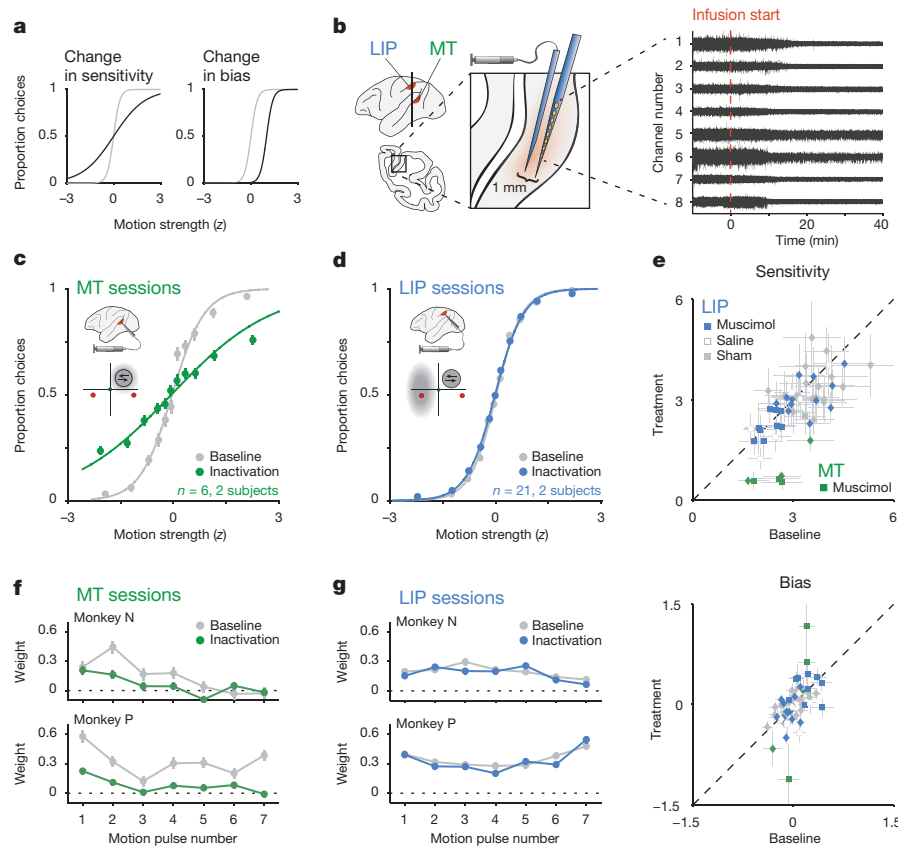 a
Change
in sensitivity
Change
in bias
1
0.5
0
−3
0
3
1
0.5
0
−3
0
3
Proportion choices
Motion strength (z)
b
LIP
MT
1 mm
Infusion start
Channel number
1
2
3
4
5
6
7
8
0
20
40
Time (min)
c
MT sessions
Proportion choices
1
0.5
0
Baseline
Inactivation
n = 6, 2 subjects
−3
0
3
Motion strength (z)
d
LIP sessions
Proportion choices
1
0.5
0
Baseline
Inactivation
n = 21, 2 subjects
−3
0
3
Motion strength (z)
e
Sensitivity
LIP
Muscimol
Saline
Sham
MT
Muscimol
Treatment
6
3
0
0
3
6
Baseline
Bias
Treatment
1.5
0
−1.5
−1.5
0
1.5
Baseline
f
MT sessions
Monkey N
Baseline
Inactivation
Weight
0.6
0.3
0
Monkey P
Weight
0.6
0.3
0
1
2
3
4
5
6
7
Motion pulse number
g
LIP sessions
Monkey N
Baseline
Inactivation
Weight
0.6
0.3
0
Monkey P
Weight
0.6
0.3
0
1
2
3
4
5
6
7
Motion pulse number